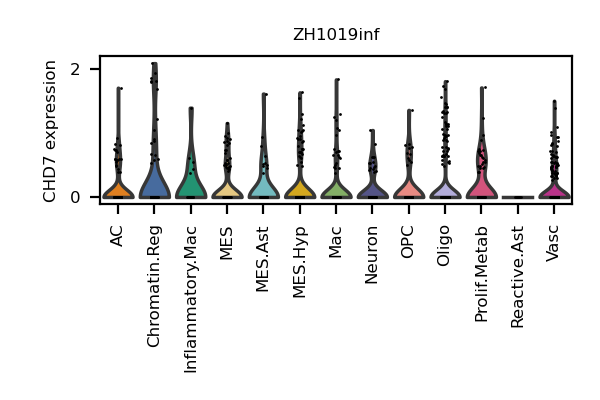 ZH1019inf
CHD7 expression
2
0
AC
Chromatin.Reg
Inflammatory.Mac
MES
MES.Ast
MES.Hyp
Mac
Neuron
OPC
Oligo
Prolif.Metab
Reactive.Ast
Vasc